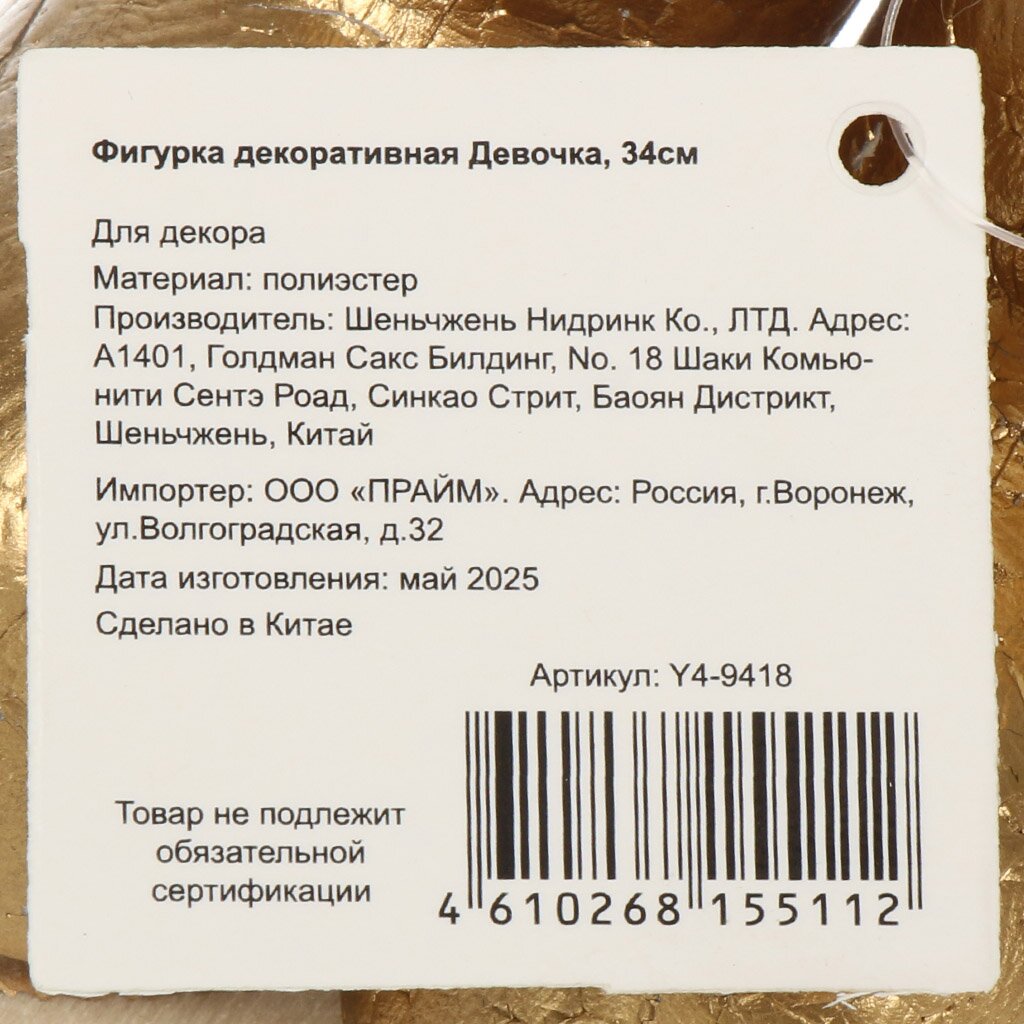 Фигурка декоративная Девочка, 34см
Для декора
Материал: полиэстер
Производитель: Шеньчжень Нидринк Ко., ЛТД. Адрес:
А1401, Голдман Сакс Билдинг, No. 18 Шаки Комью-
нити Сентэ Роад, Синкао Стрит, Баоян Дистрикт,
Шеньчжень, Китай
Импортер: ООО «ПРАЙМ». Адрес: Россия, г.Воронеж,
ул.Волгоградская, д.32
Дата изготовления: май 2025
Сделано в Китае
Артикул: Y4-9418
Товар не подлежит
обязательной
сертификации
4 610268 155112